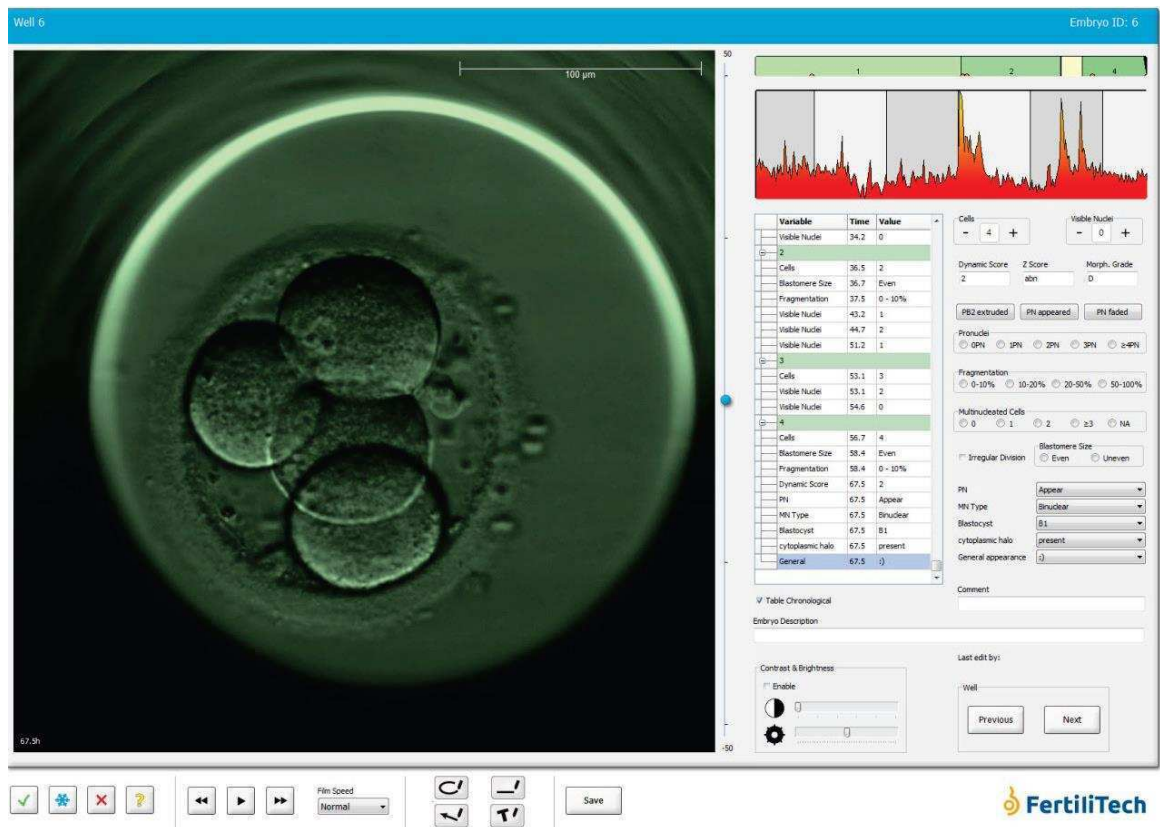 Well 6
Embryo ID: 6
100 µm
67.5h
50
-50
1 2 4
Variable Time Value
Visible Nuclei 34.2 0
2
Cells 36.5 2
Blastomere Size 36.7 Even
Fragmentation 37.5 0 - 10%
Visible Nuclei 43.2 1
Visible Nuclei 44.7 2
Visible Nuclei 51.2 1
3
Cells 53.1 3
Visible Nuclei 53.1 2
Visible Nuclei 54.6 0
4
Cells 56.7 4
Blastomere Size 58.4 Even
Fragmentation 58.4 0 - 10%
Dynamic Score 67.5 2
PN 67.5 Appear
MN Type 67.5 Binuclear
Blastocyst 67.5 B1
cytoplasmic halo 67.5 present
General 67.5 :)
Table Chronological
Embryo Description
Contrast & Brightness
Enable
Cells
- 4 +
Visible Nuclei
- 0 +
Dynamic Score Z Score Morph. Grade
2 abn D
PB2 extruded PN appeared PN faded
Pronuclei
0PN 1PN 2PN 3PN ≥4PN
Fragmentation
0-10% 10-20% 20-50% 50-100%
Multinucleated Cells
0 1 2 ≥3 NA
Irregular Division
Blastomere Size
Even Uneven
PN Appear
MN Type Binuclear
Blastocyst B1
cytoplasmic halo present
General appearance :)
Comment
Last edit by:
Well
Previous Next
Film Speed
Normal
Save
FertiliTech